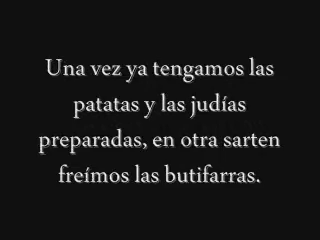 Una vez ya tengamos las
patatas y las judías
preparadas, en otra sarten
freímos las butifarras.